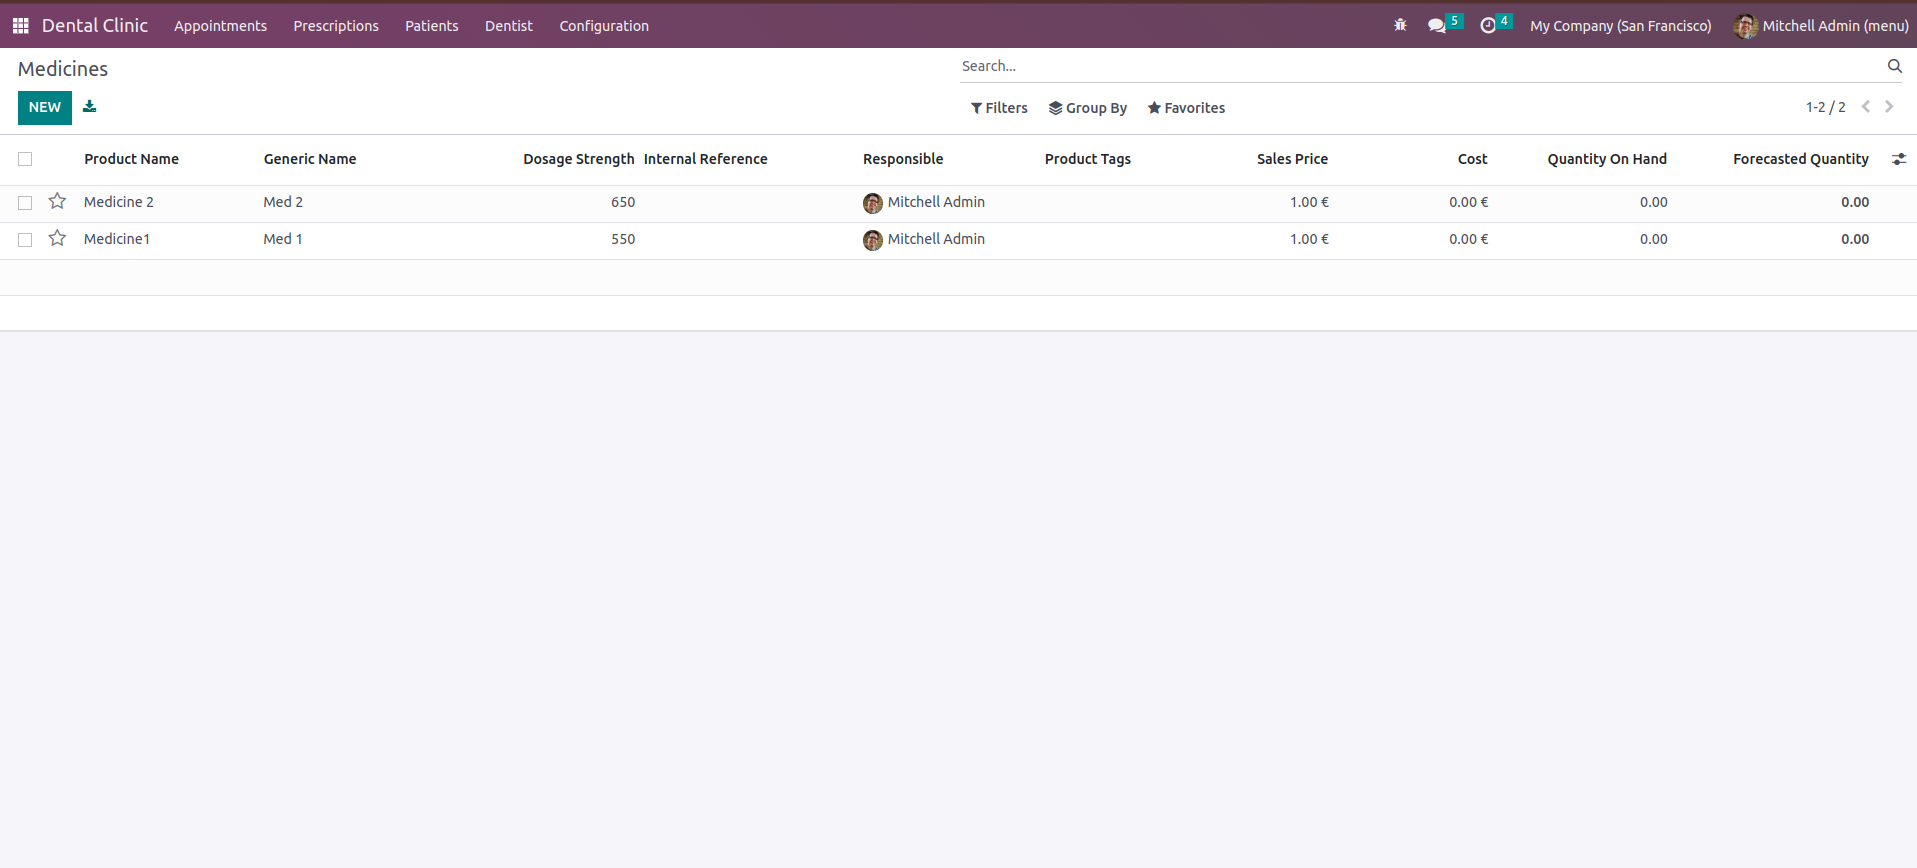 Dental Clinic Appointments Prescriptions Patients Dentist Configuration 5 4 My Company (San Francisco) Mitchell Admin (menu)
Medicines Search...
NEW Filters Group By Favorites 1-2 / 2
Product Name Generic Name Dosage Strength Internal Reference Responsible Product Tags Sales Price Cost Quantity On Hand Forecasted Quantity
Medicine 2 Med 2 650 Mitchell Admin 1.00 € 0.00 € 0.00 0.00
Medicine1 Med 1 550 Mitchell Admin 1.00 € 0.00 € 0.00 0.00